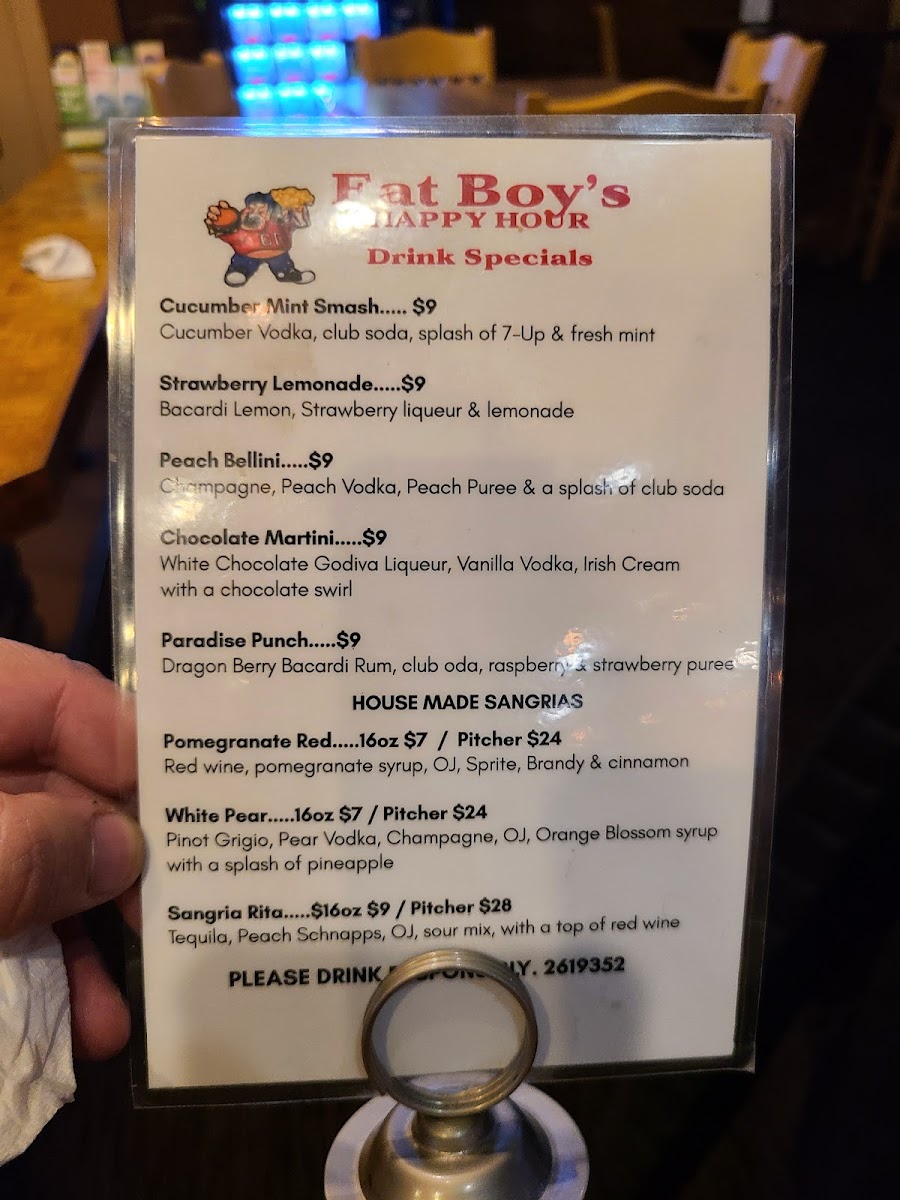 Fat Boy's
HAPPY HOUR
Drink Specials
Cucumber Mint Smash..... $9
Cucumber Vodka, club soda, splash of 7-Up & fresh mint
Strawberry Lemonade.....$9
Bacardi Lemon, Strawberry liqueur & lemonade
Peach Bellini.....$9
Champagne, Peach Vodka, Peach Puree & a splash of club soda
Chocolate Martini.....$9
White Chocolate Godiva Liqueur, Vanilla Vodka, Irish Cream
with a chocolate swirl
Paradise Punch.....$9
Dragon Berry Bacardi Rum, club oda, raspberry & strawberry puree
HOUSE MADE SANGRIAS
Pomegranate Red.....16oz $7 / Pitcher $24
Red wine, pomegranate syrup, OJ, Sprite, Brandy & cinnamon
White Pear.....16oz $7 / Pitcher $24
Pinot Grigio, Pear Vodka, Champagne, OJ, Orange Blossom syrup
with a splash of pineapple
Sangria Rita.....$16oz $9 / Pitcher $28
Tequila, Peach Schnapps, OJ, sour mix, with a top of red wine
PLEASE DRINK RESPONSIBLY. 2619352